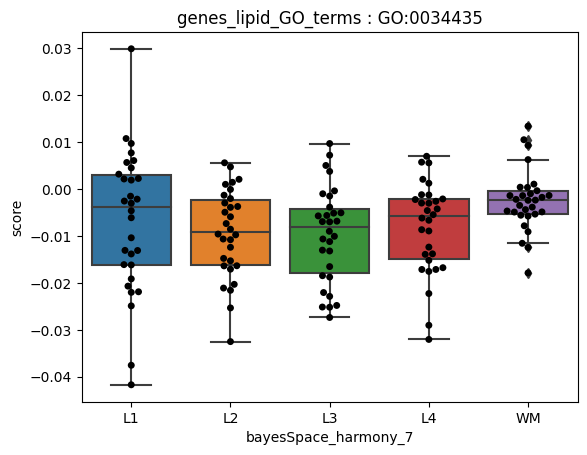 genes_lipid_GO_terms : GO:0034435
0.03
0.02
0.01
0.00
−0.01
−0.02
−0.03
−0.04
score
L1 L2 L3 L4 WM
bayesSpace_harmony_7